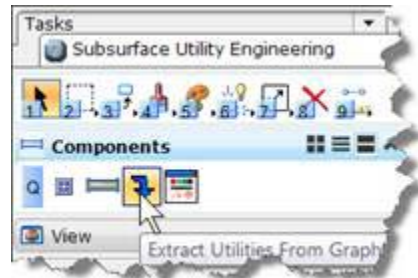 Tasks
Subsurface Utility Engineering
1 2 3 4 5 6 7 8 9
Components
Q
View
Extract Utilities From Graph